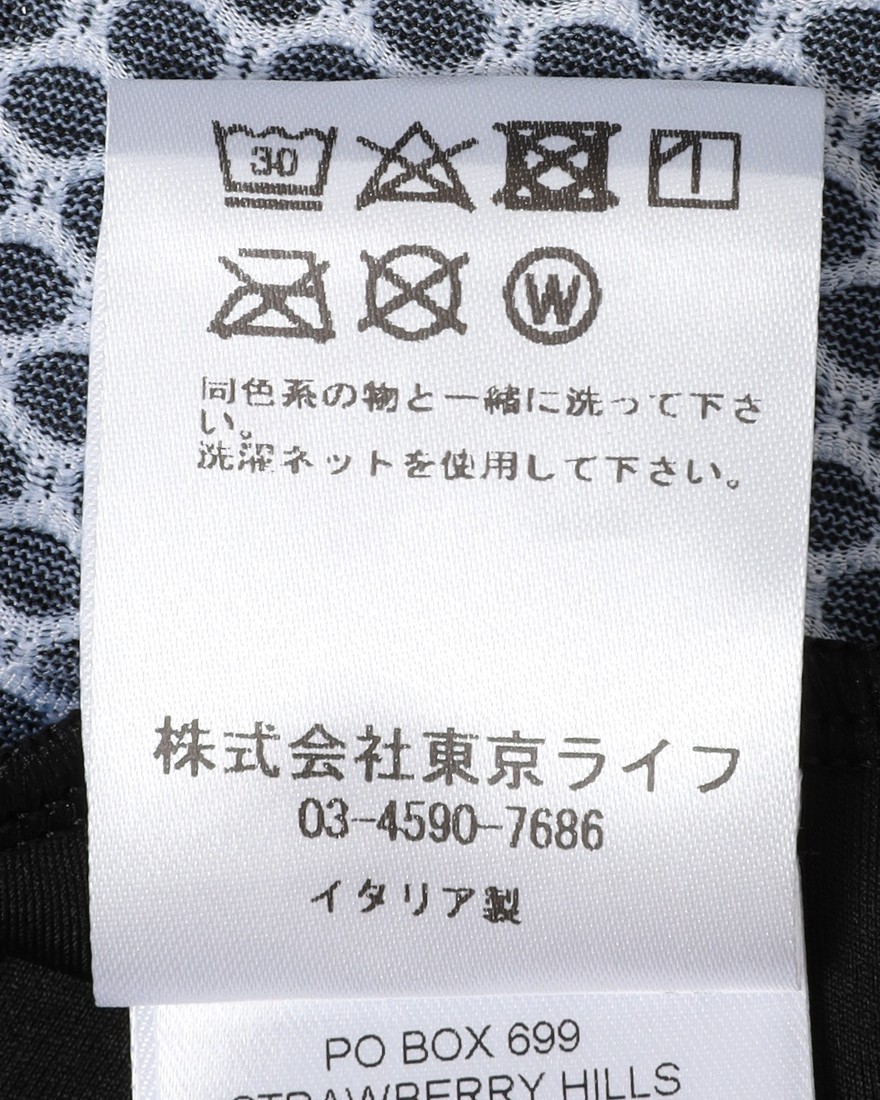 30
W
同色系の物と一緒に洗って下さ
い。
洗濯ネットを使用して下さい。
株式会社東京ライフ
03-4590-7686
イタリア製
PO BOX 699
STRAWBERRY HILLS